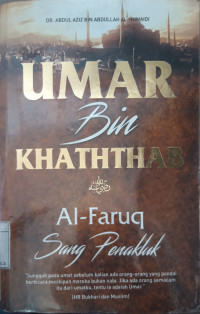 DR. ABDUL AZIZ BIN ABDULLAH AL-HUMAIDI
UMAR
Bin
KHATHTHAB
Al-Faruq
Sang Penakluk
"Sungguh pada umat sebelum kalian ada orang-orang yang pandai
berbicara meskipun mereka bukan nabi. Jika ada orang semacam
itu dari umatku, tentu ia adalah Umar."
(HR Bukhari dan Muslim)